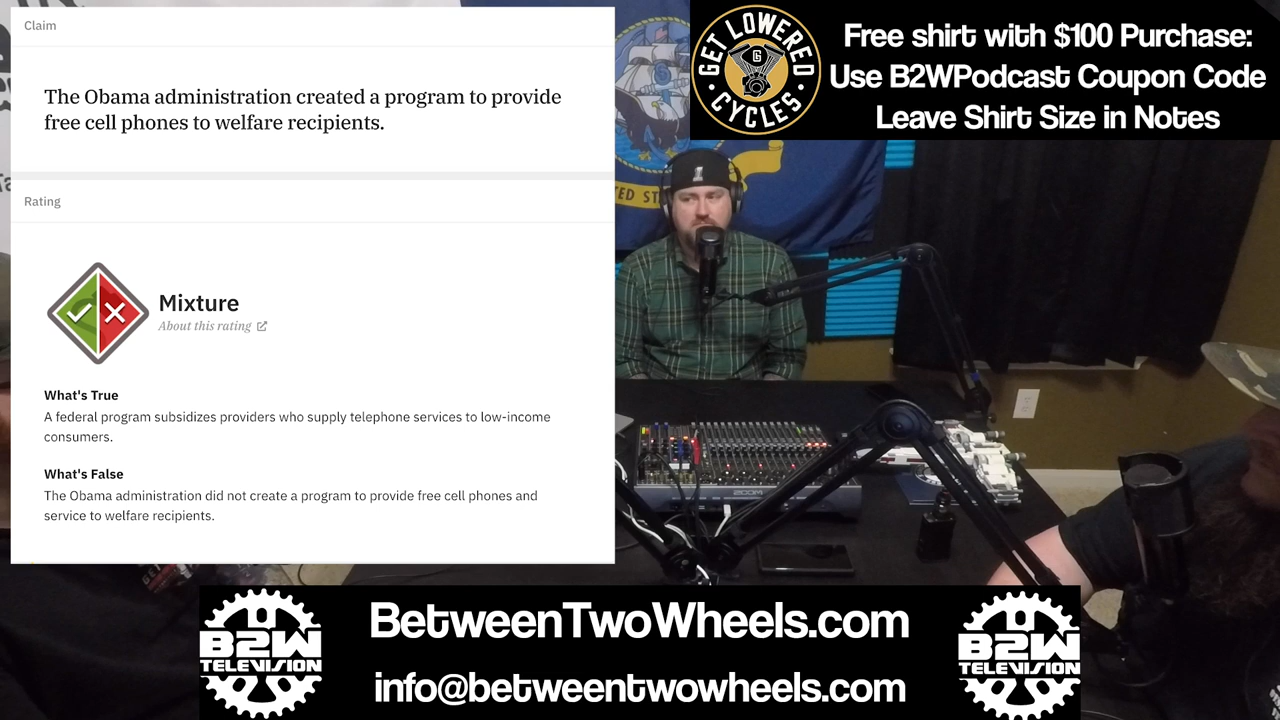 Claim
The Obama administration created a program to provide
free cell phones to welfare recipients.
Rating
Mixture
About this rating
What's True
A federal program subsidizes providers who supply telephone services to low-income
consumers.
What's False
The Obama administration did not create a program to provide free cell phones and
service to welfare recipients.
GET LOWERED
G
CYCLES
Free shirt with $100 Purchase:
Use B2WPodcast Coupon Code
Leave Shirt Size in Notes
ZOOM
B2W
TELEVISION
BetweenTwoWheels.com
info@betweentwowheels.com
B2W
TELEVISION